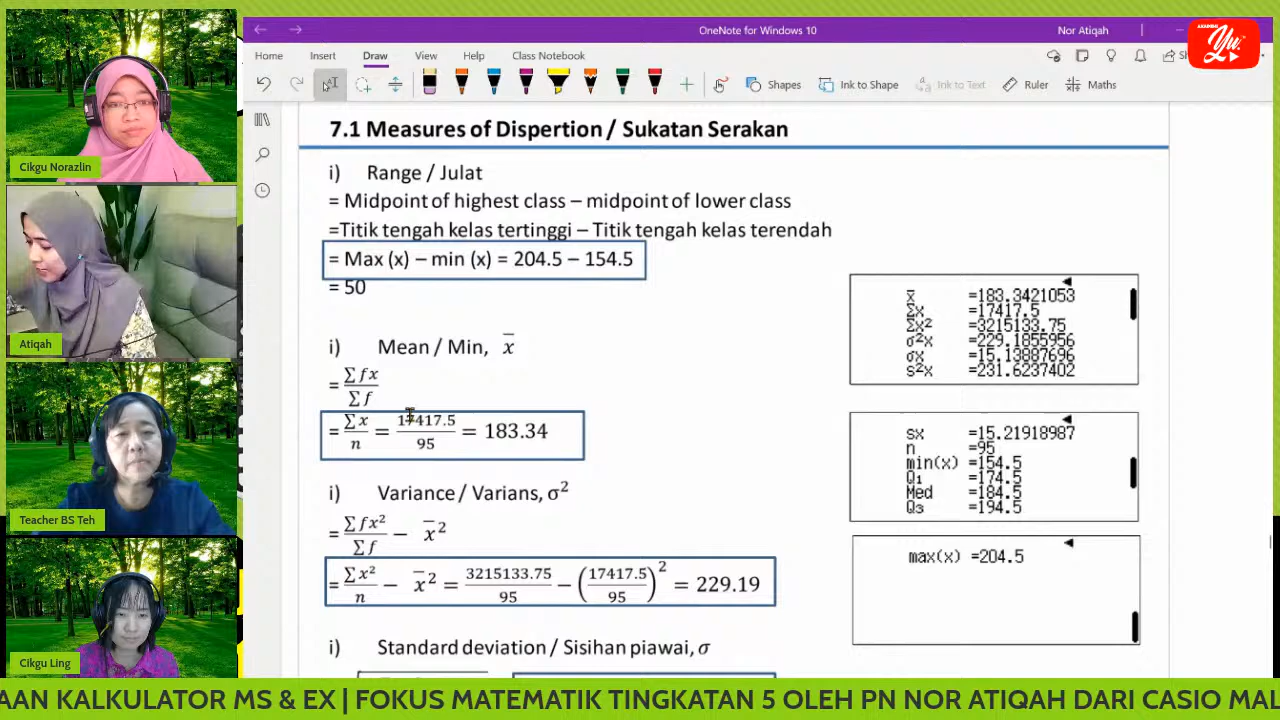 OneNote for Windows 10
Nor Atiqah
Home Insert Draw View Help Class Notebook
Shapes Ink to Shape Ink to Text Ruler Maths
Cikgu Norazlin
Atiqah
Teacher BS Teh
Cikgu Ling
7.1 Measures of Dispertion / Sukatan Serakan
i) Range / Julat
= Midpoint of highest class – midpoint of lower class
=Titik tengah kelas tertinggi – Titik tengah kelas terendah
= Max (x) – min (x) = 204.5 – 154.5
= 50
i) Mean / Min, x̄
= ∑fx / ∑f
= ∑x / n = 17417.5 / 95 = 183.34
i) Variance / Varians, σ²
= ∑fx² / ∑f − x̄²
= ∑x² / n − x̄² = 3215133.75 / 95 − (17417.5 / 95)² = 229.19
i) Standard deviation / Sisihan piawai, σ
x̄ =183.3421053
Σx =17417.5
Σx² =3215133.75
σ²x =229.1855956
σx =15.13887696
s²x =231.6237402
sx =15.21918987
n =95
min(x) =154.5
Q₁ =174.5
Med =184.5
Q₃ =194.5
max(x) =204.5
AAN KALKULATOR MS & EX | FOKUS MATEMATIK TINGKATAN 5 OLEH PN NOR ATIQAH DARI CASIO MAL